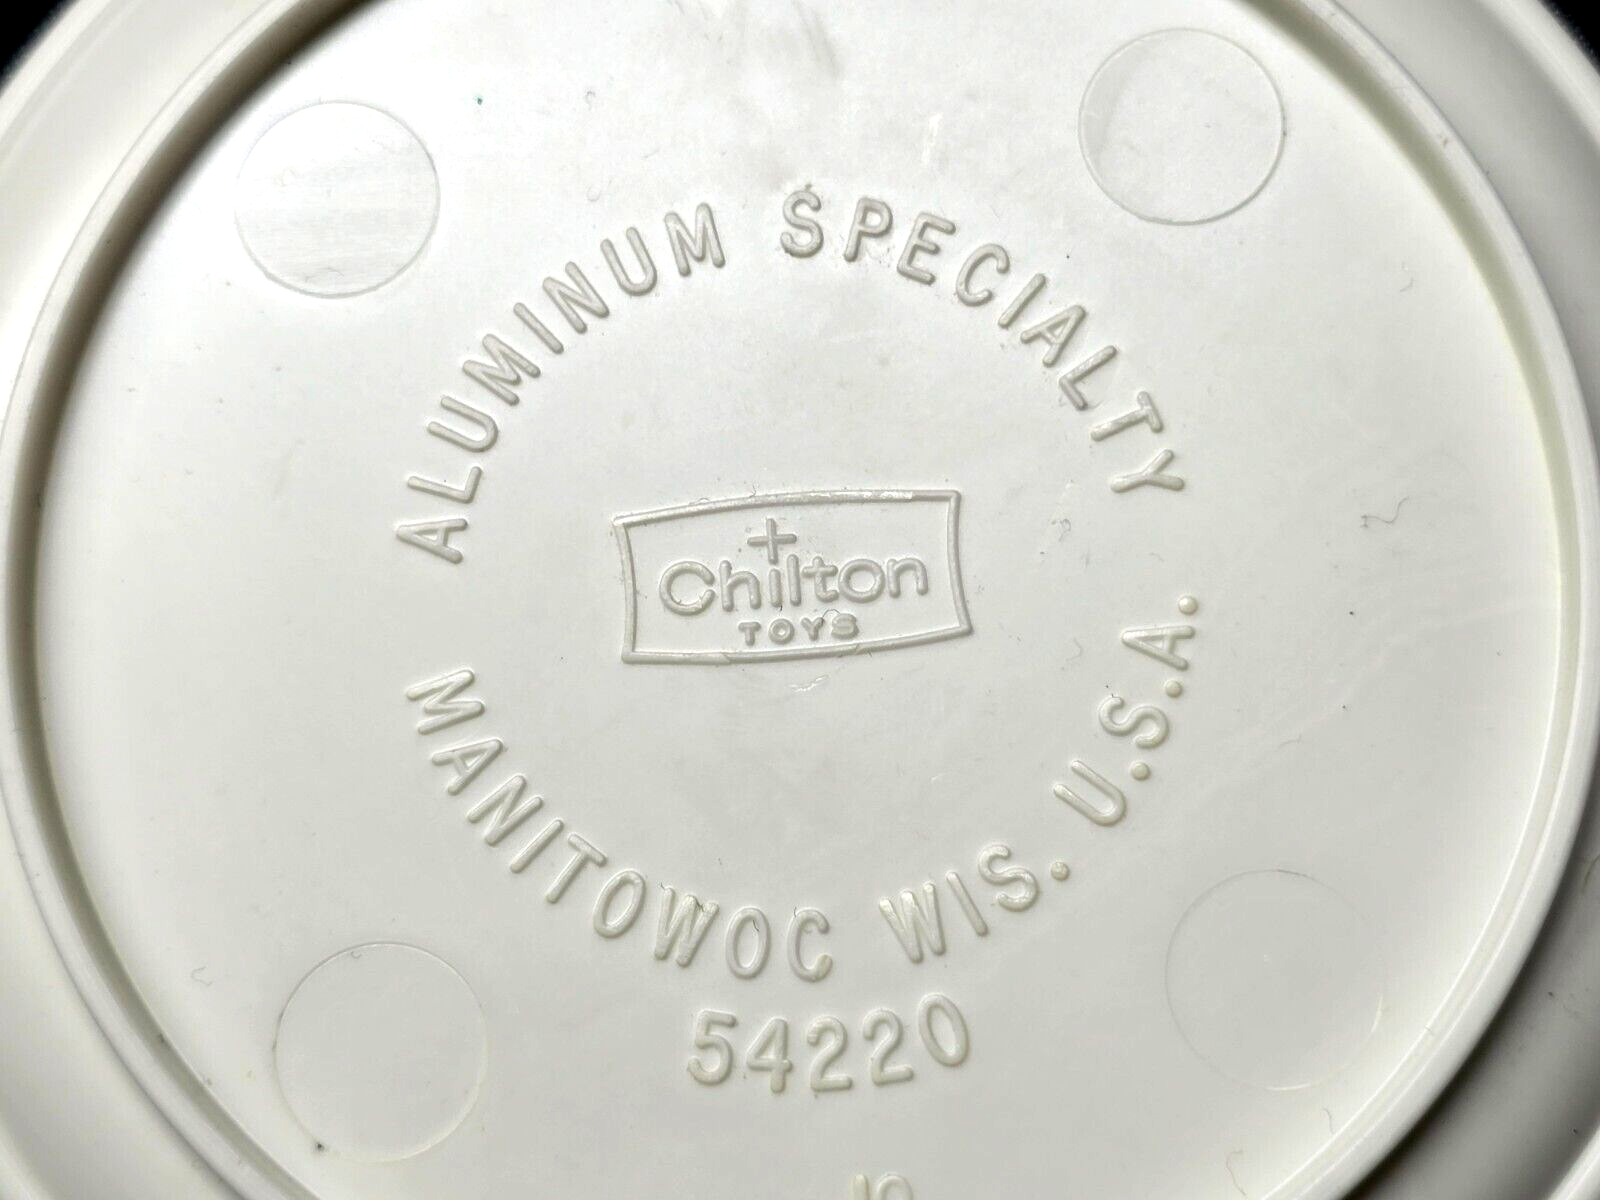 ALUMINUM SPECIALTY
+
Chilton
TOYS
MANITOWOC WIS. U.S.A.
54220